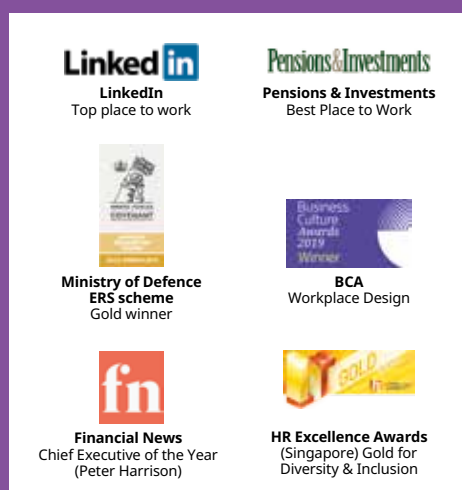 Linked in
LinkedIn
Top place to work
Pensions&Investments
Pensions & Investments
Best Place to Work
COVENANT
Ministry of Defence
ERS scheme
Gold winner
Business
Culture
Awards
2019
Winner
BCA
Workplace Design
fn
Financial News
Chief Executive of the Year
(Peter Harrison)
GOLD
HR Excellence Awards
(Singapore) Gold for
Diversity & Inclusion